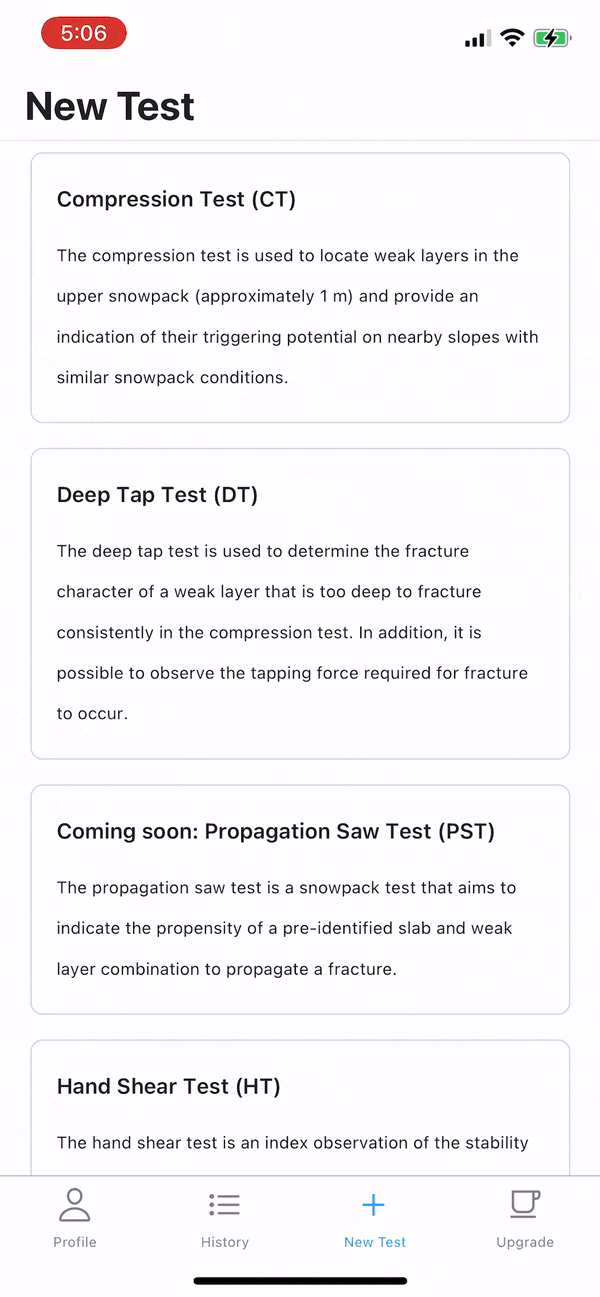 5:06
New Test
Compression Test (CT)
The compression test is used to locate weak layers in the
upper snowpack (approximately 1 m) and provide an
indication of their triggering potential on nearby slopes with
similar snowpack conditions.
Deep Tap Test (DT)
The deep tap test is used to determine the fracture
character of a weak layer that is too deep to fracture
consistently in the compression test. In addition, it is
possible to observe the tapping force required for fracture
to occur.
Coming soon: Propagation Saw Test (PST)
The propagation saw test is a snowpack test that aims to
indicate the propensity of a pre-identified slab and weak
layer combination to propagate a fracture.
Hand Shear Test (HT)
The hand shear test is an index observation of the stability
Profile
History
New Test
Upgrade